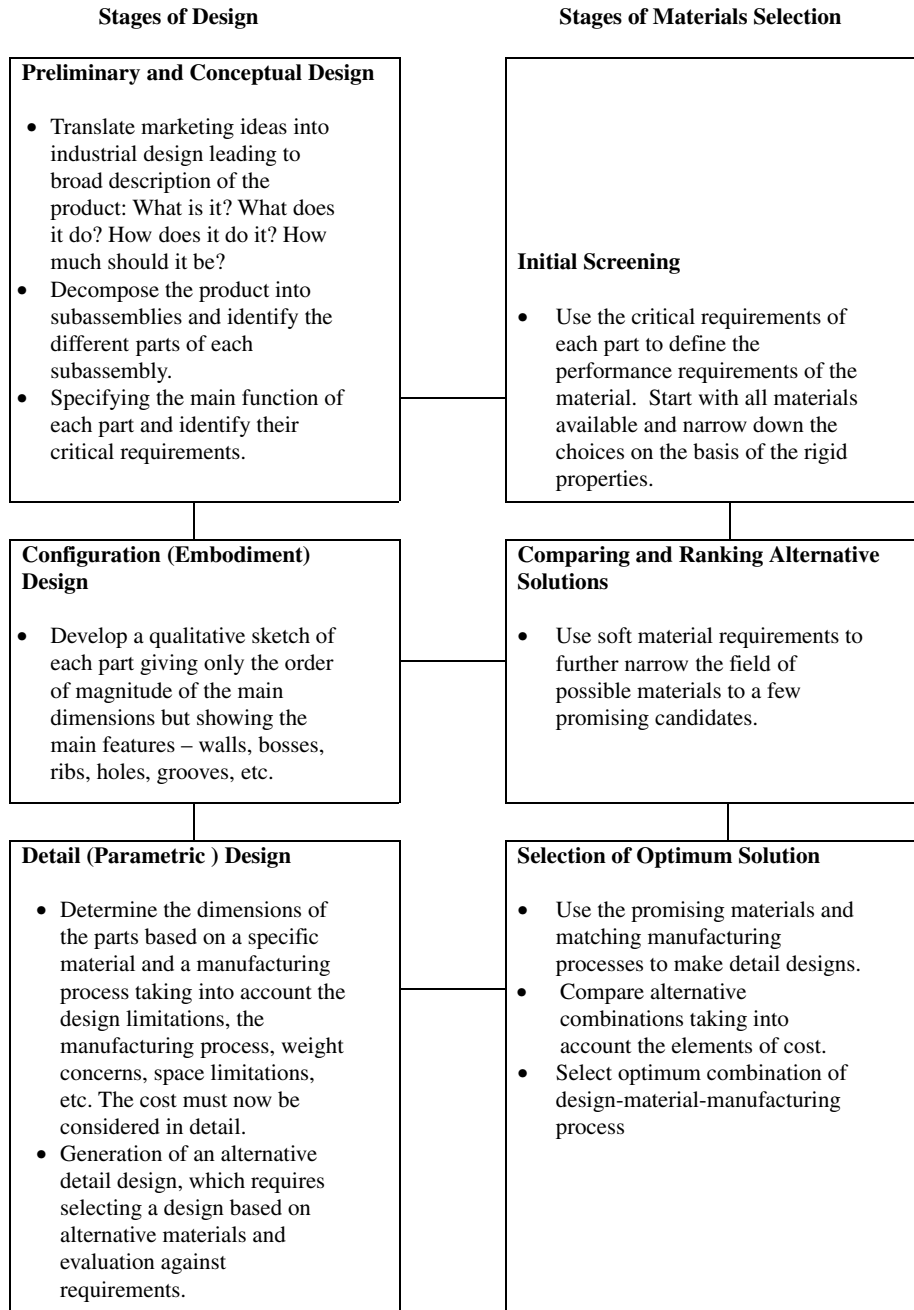 Stages of Design
Stages of Materials Selection
Preliminary and Conceptual Design
• Translate marketing ideas into
industrial design leading to
broad description of the
product: What is it? What does
it do? How does it do it? How
much should it be?
• Decompose the product into
subassemblies and identify the
different parts of each
subassembly.
• Specifying the main function of
each part and identify their
critical requirements.
Initial Screening
• Use the critical requirements of
each part to define the
performance requirements of the
material. Start with all materials
available and narrow down the
choices on the basis of the rigid
properties.
Configuration (Embodiment)
Design
• Develop a qualitative sketch of
each part giving only the order
of magnitude of the main
dimensions but showing the
main features – walls, bosses,
ribs, holes, grooves, etc.
Comparing and Ranking Alternative
Solutions
• Use soft material requirements to
further narrow the field of
possible materials to a few
promising candidates.
Detail (Parametric ) Design
• Determine the dimensions of
the parts based on a specific
material and a manufacturing
process taking into account the
design limitations, the
manufacturing process, weight
concerns, space limitations,
etc. The cost must now be
considered in detail.
• Generation of an alternative
detail design, which requires
selecting a design based on
alternative materials and
evaluation against
requirements.
Selection of Optimum Solution
• Use the promising materials and
matching manufacturing
processes to make detail designs.
• Compare alternative
combinations taking into
account the elements of cost.
• Select optimum combination of
design-material-manufacturing
process